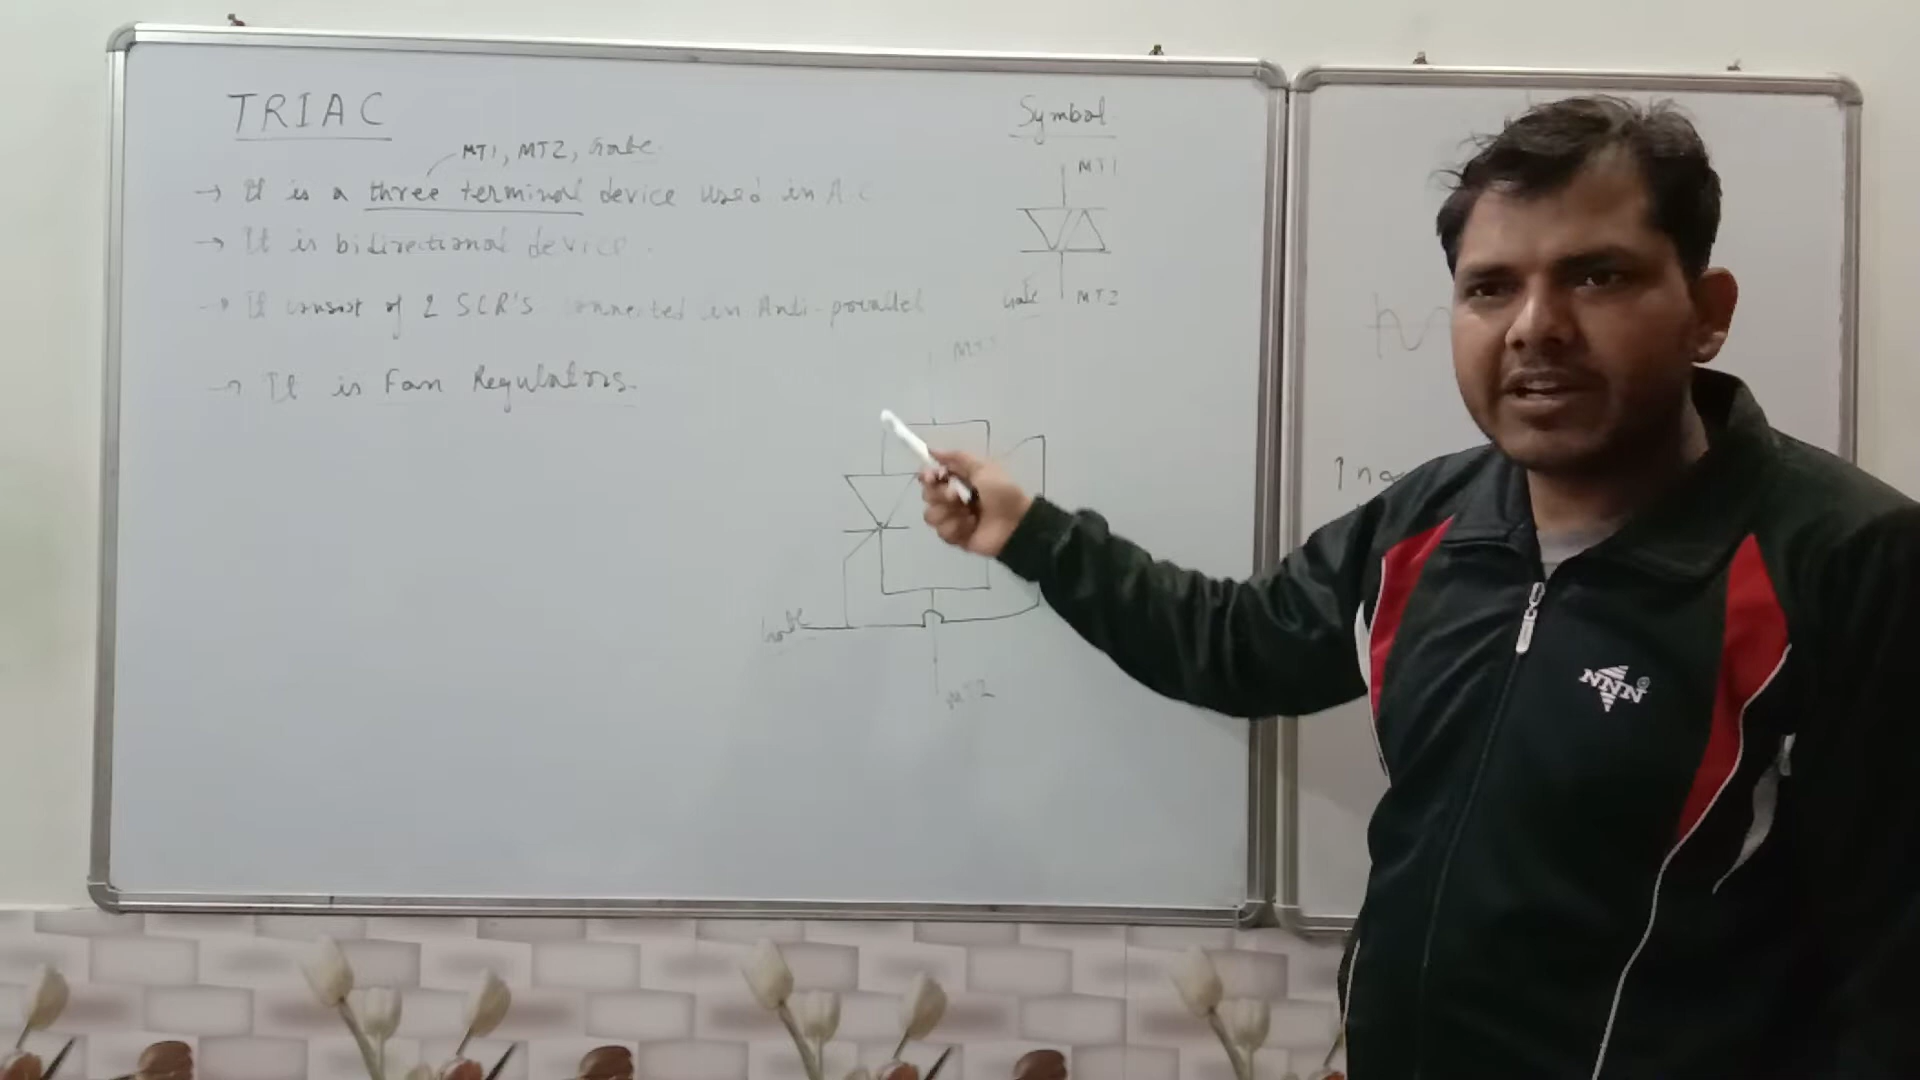 TRIAC
MT1, MT2, Gate
→ It is a three terminal device used in A.C
→ It is bidirectional device.
→ It consist of 2 SCR'S connected in Anti-parallel
→ It is Fan Regulators.
Symbol
MT1
Gate MT2
Gate
MT2
NNN